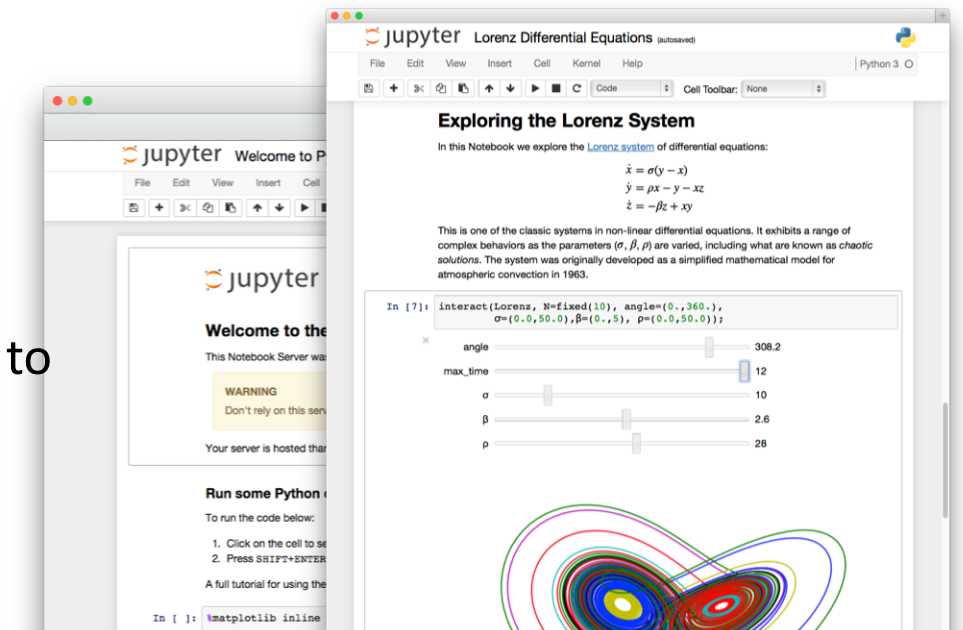 to
jupyter Welcome to P
File Edit View Insert Cell
jupyter
Welcome to the
This Notebook Server was
WARNING
Don't rely on this serv
Your server is hosted than
Run some Python
To run the code below:
1. Click on the cell to se
2. Press SHIFT+ENTER
A full tutorial for using the
In [ ]: %matplotlib inline
jupyter Lorenz Differential Equations (autosaved)
File Edit View Insert Cell Kernel Help Python 3
Code Cell Toolbar: None
Exploring the Lorenz System
In this Notebook we explore the Lorenz system of differential equations:
ẋ = σ(y − x)
ẏ = ρx − y − xz
ż = −βz + xy
This is one of the classic systems in non-linear differential equations. It exhibits a range of
complex behaviors as the parameters (σ, β, ρ) are varied, including what are known as chaotic
solutions. The system was originally developed as a simplified mathematical model for
atmospheric convection in 1963.
In [7]: interact(Lorenz, N=fixed(10), angle=(0.,360.),
σ=(0.0,50.0),β=(0.,5), ρ=(0.0,50.0));
angle 308.2
max_time 12
σ 10
β 2.6
ρ 28